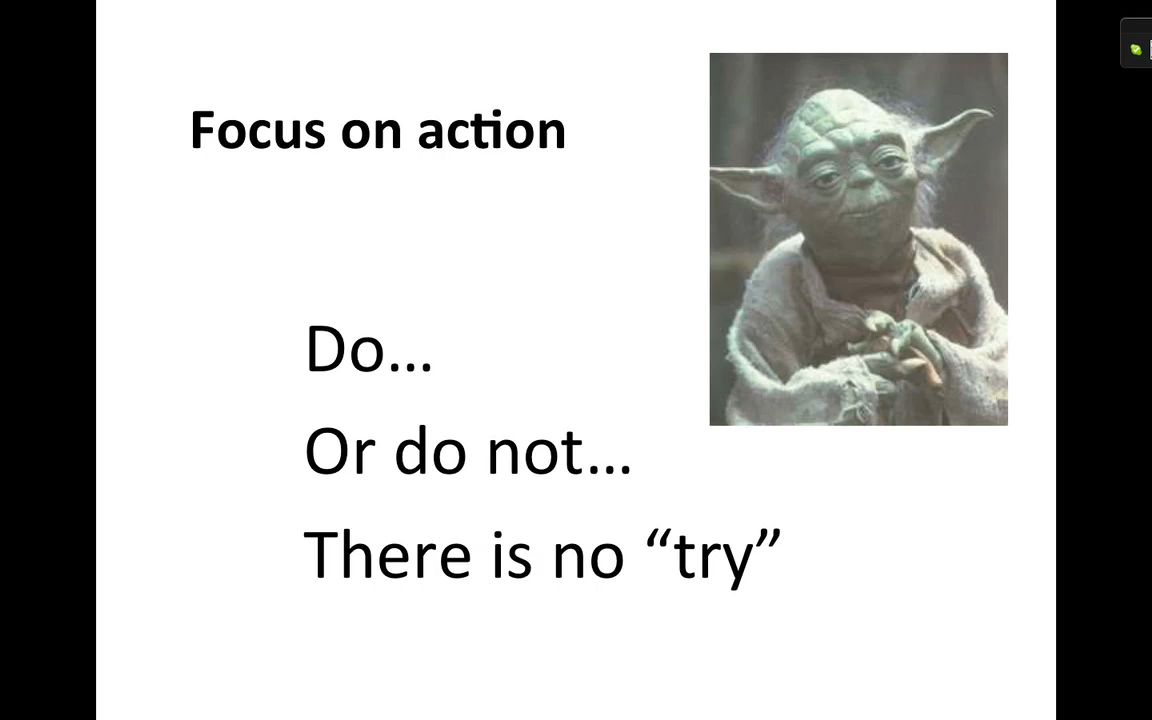 Focus on action
Do…
Or do not…
There is no “try”